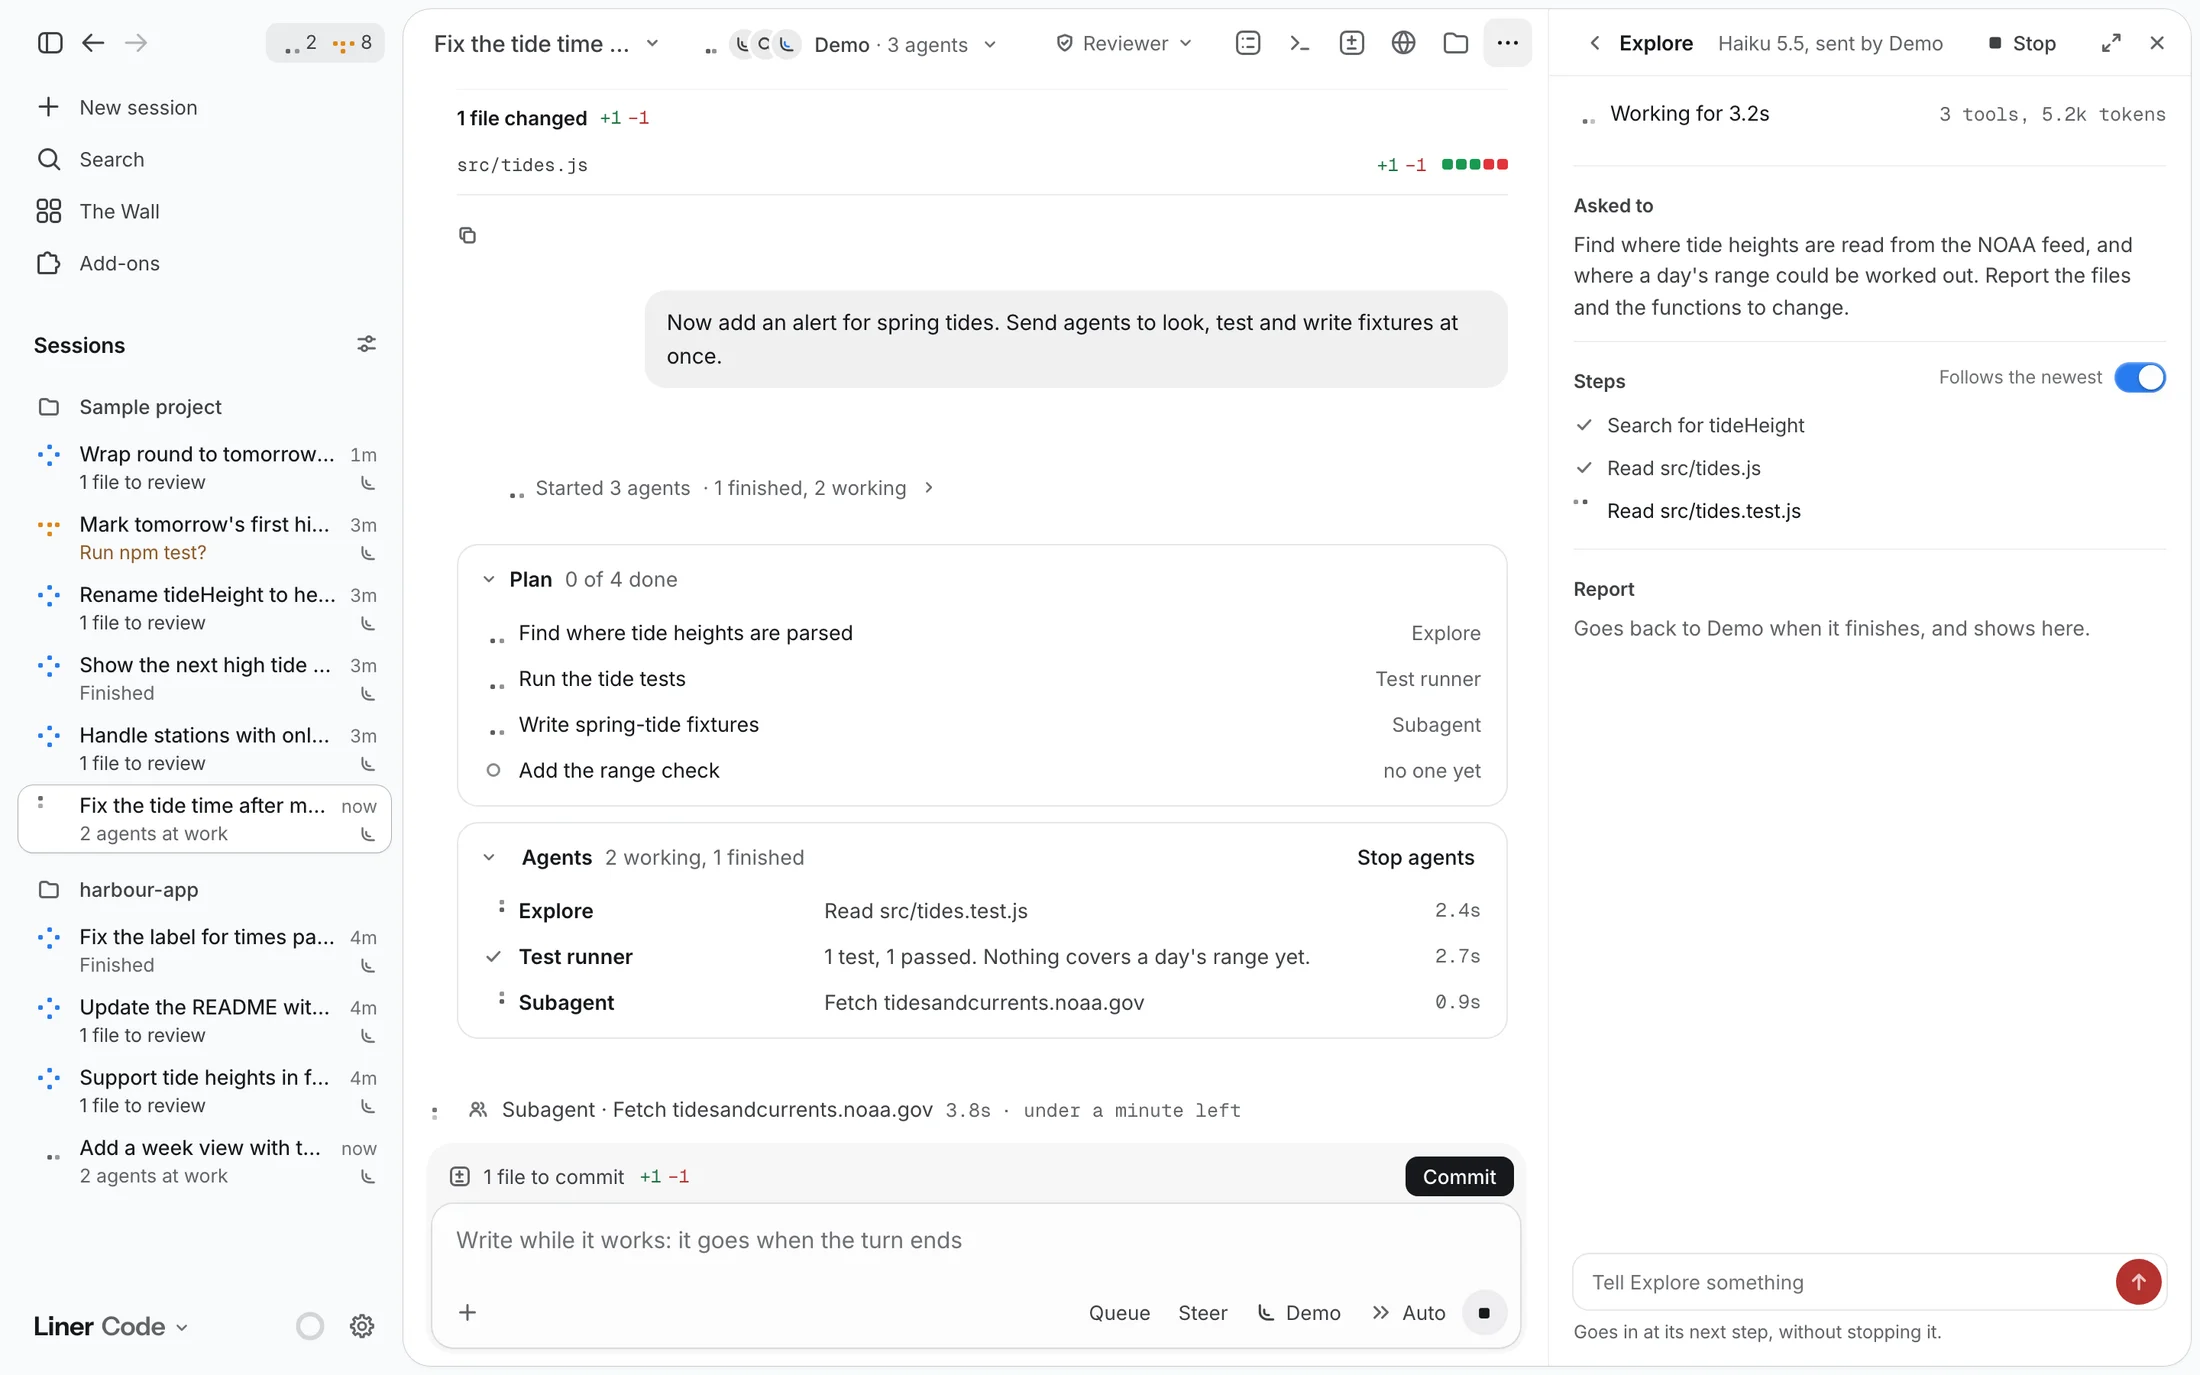 2 8
New session
Search
The Wall
Add-ons
Sessions
Sample project
Wrap round to tomorrow... 1m
1 file to review
Mark tomorrow's first hi... 3m
Run npm test?
Rename tideHeight to he... 3m
1 file to review
Show the next high tide ... 3m
Finished
Handle stations with onl... 3m
1 file to review
Fix the tide time after m... now
2 agents at work
harbour-app
Fix the label for times pa... 4m
Finished
Update the README wit... 4m
1 file to review
Support tide heights in f... 4m
1 file to review
Add a week view with t... now
2 agents at work
Liner Code
Fix the tide time ... Demo · 3 agents Reviewer
1 file changed +1 −1
src/tides.js +1 −1
Now add an alert for spring tides. Send agents to look, test and write fixtures at
once.
Started 3 agents · 1 finished, 2 working
Plan 0 of 4 done
Find where tide heights are parsed Explore
Run the tide tests Test runner
Write spring-tide fixtures Subagent
Add the range check no one yet
Agents 2 working, 1 finished Stop agents
Explore Read src/tides.test.js 2.4s
Test runner 1 test, 1 passed. Nothing covers a day's range yet. 2.7s
Subagent Fetch tidesandcurrents.noaa.gov 0.9s
Subagent · Fetch tidesandcurrents.noaa.gov 3.8s · under a minute left
1 file to commit +1 −1 Commit
Write while it works: it goes when the turn ends
Queue Steer Demo Auto
Explore Haiku 5.5, sent by Demo Stop
Working for 3.2s 3 tools, 5.2k tokens
Asked to
Find where tide heights are read from the NOAA feed, and
where a day's range could be worked out. Report the files
and the functions to change.
Steps Follows the newest
Search for tideHeight
Read src/tides.js
Read src/tides.test.js
Report
Goes back to Demo when it finishes, and shows here.
Tell Explore something
Goes in at its next step, without stopping it.